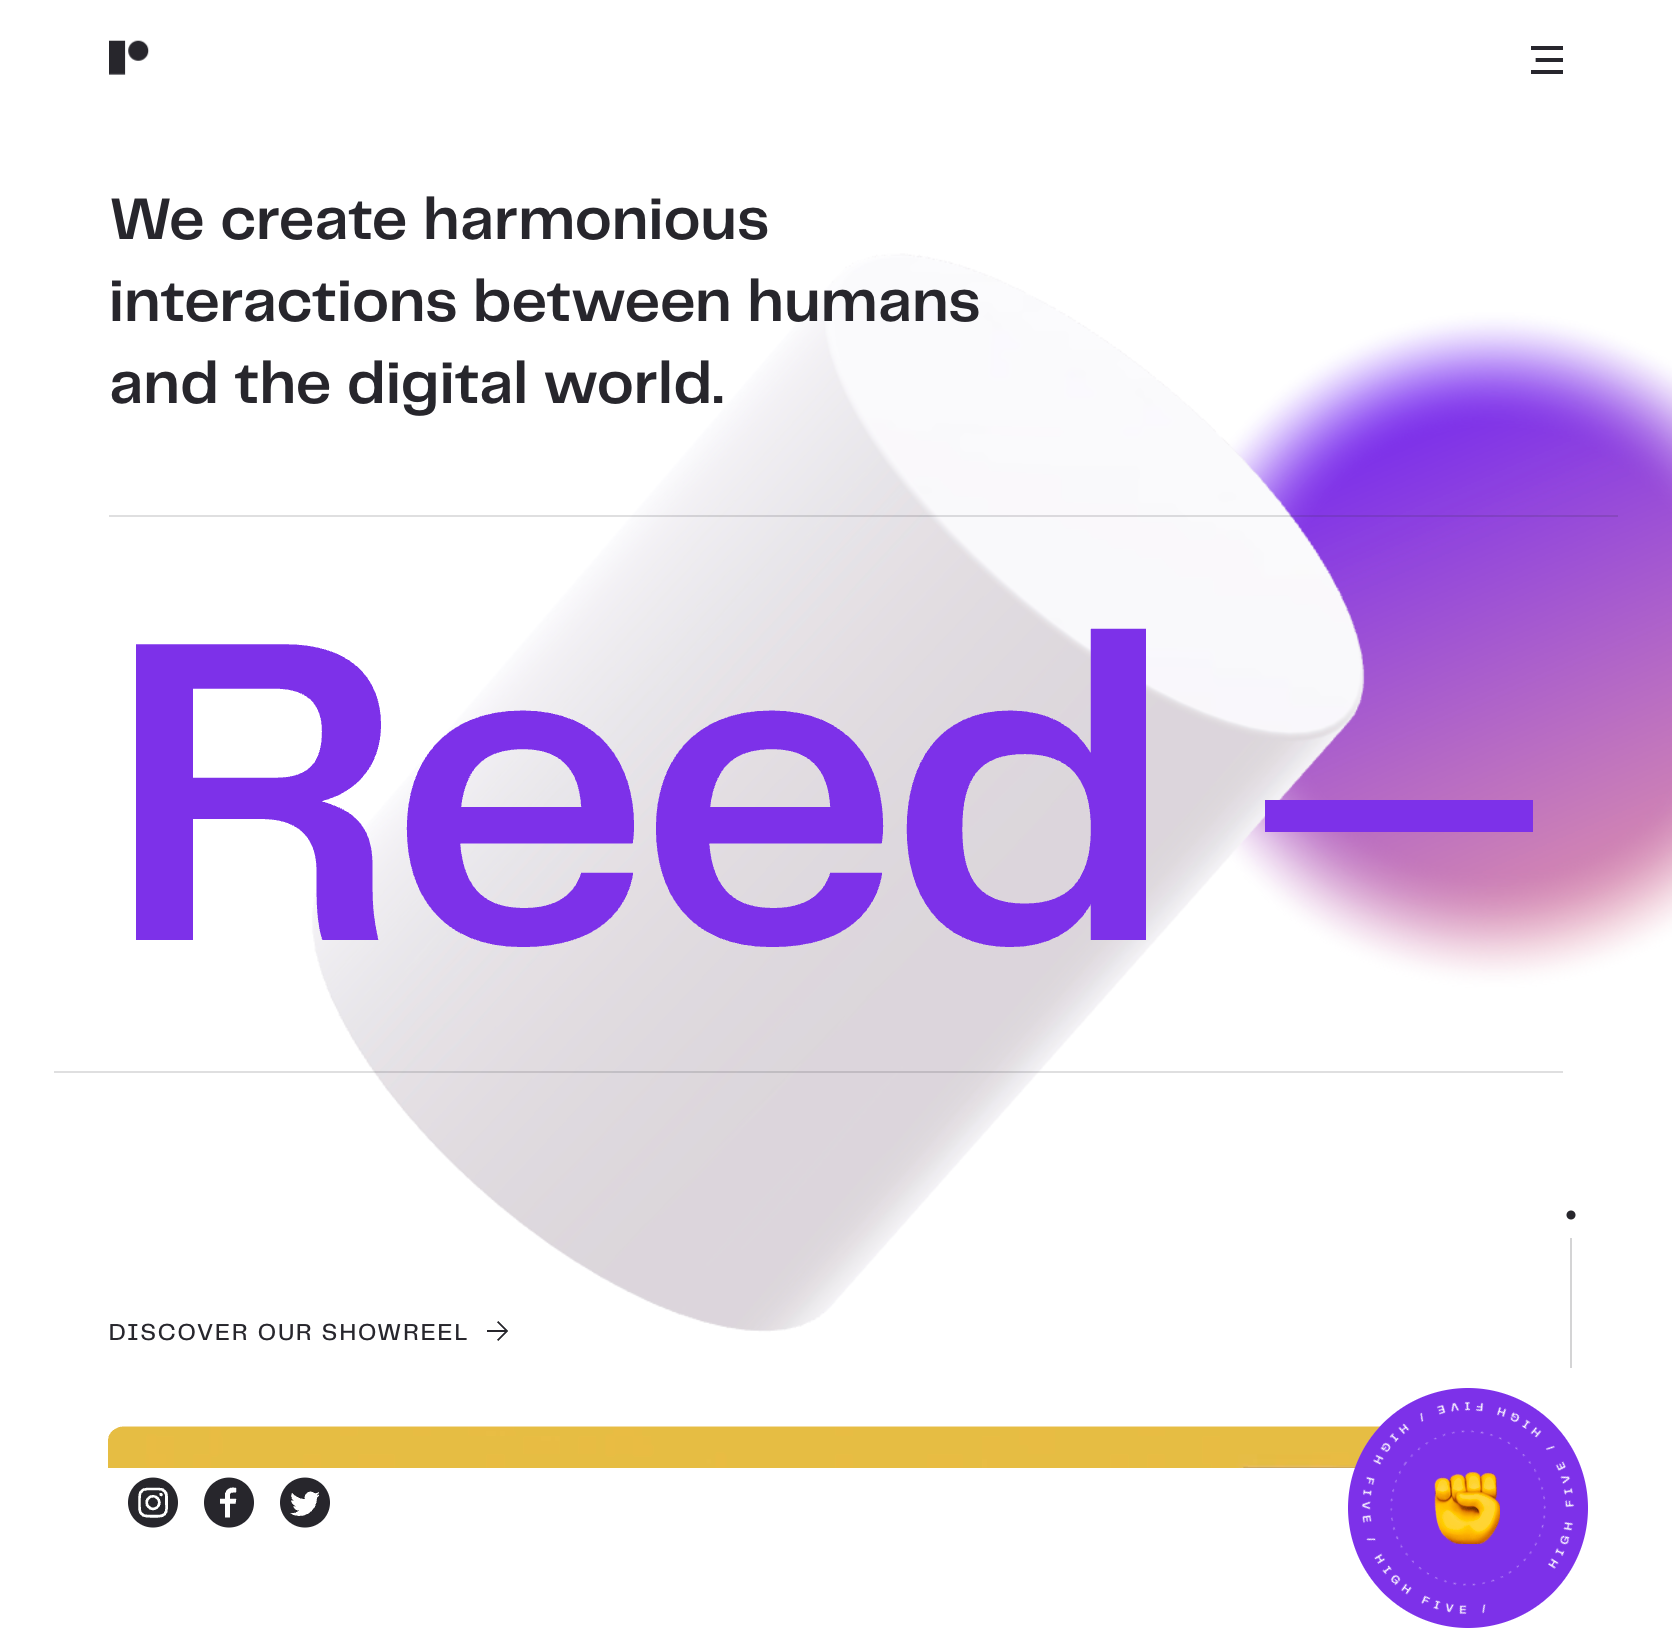 We create harmonious
interactions between humans
and the digital world.
Reed —
DISCOVER OUR SHOWREEL →
HIGH FIVE / HIGH FIVE / HIGH FIVE / HIGH FIVE /